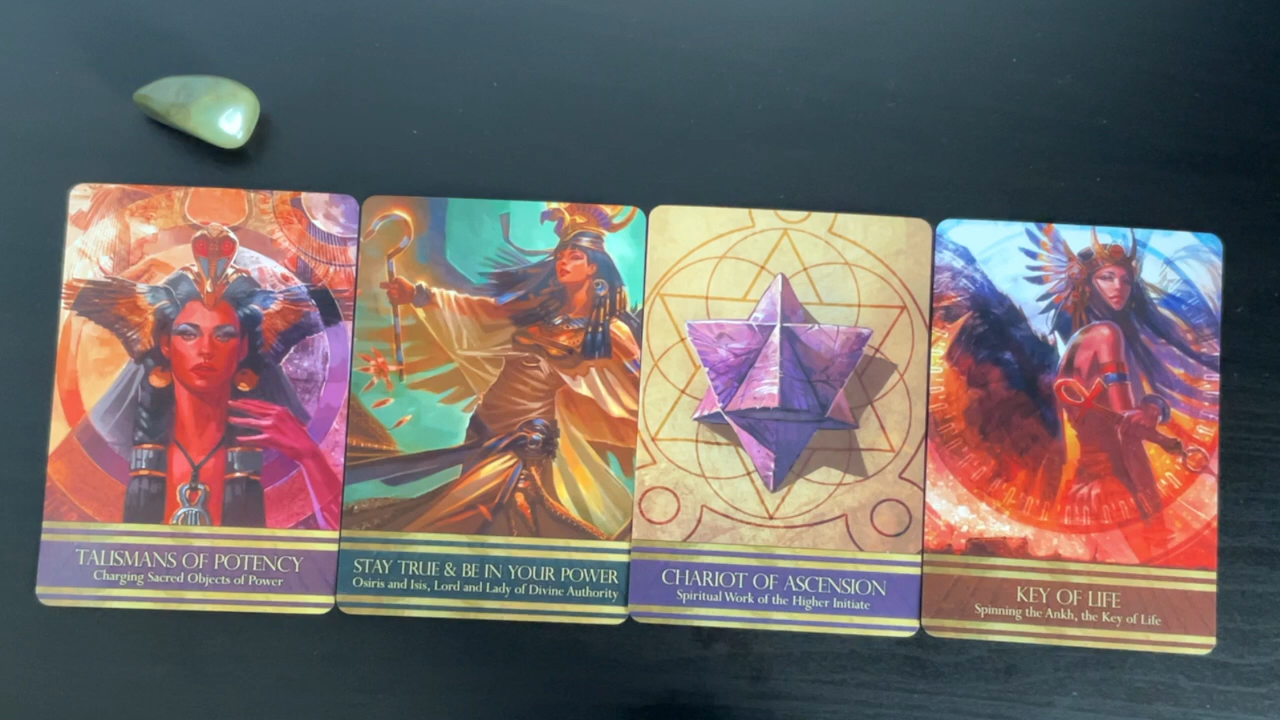 TALISMANS OF POTENCY
Charging Sacred Objects of Power
STAY TRUE & BE IN YOUR POWER
Osiris and Isis, Lord and Lady of Divine Authority
CHARIOT OF ASCENSION
Spiritual Work of the Higher Initiate
KEY OF LIFE
Spinning the Ankh, the Key of Life